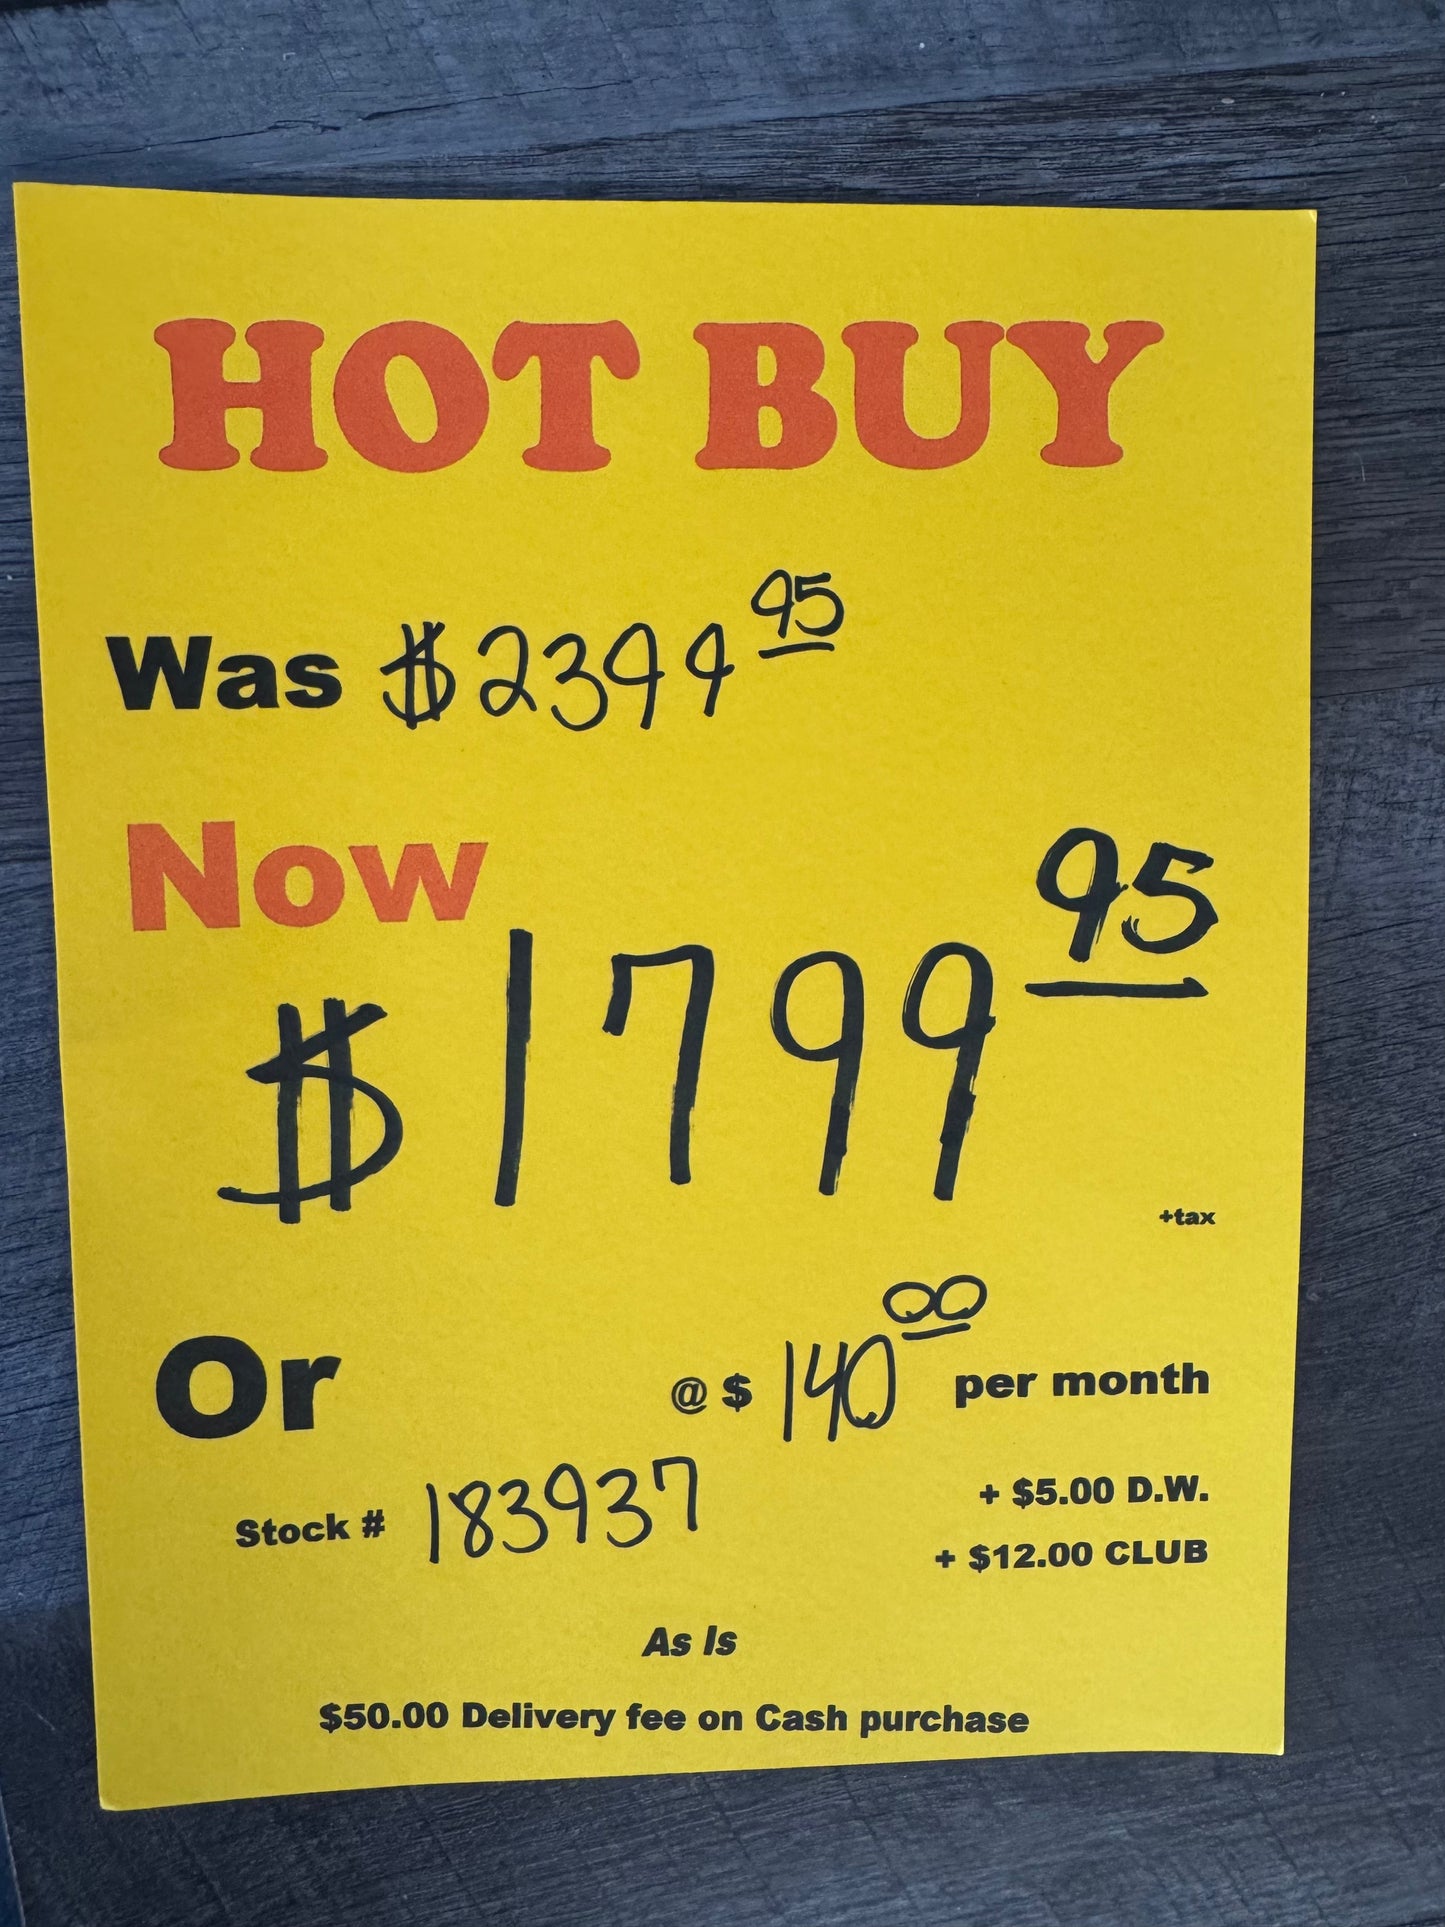 HOT BUY
Was $2399 95
Now
$1799 95
+tax
Or @ $ 140 00 per month
Stock # 183937
+ $5.00 D.W.
+ $12.00 CLUB
As Is
$50.00 Delivery fee on Cash purchase